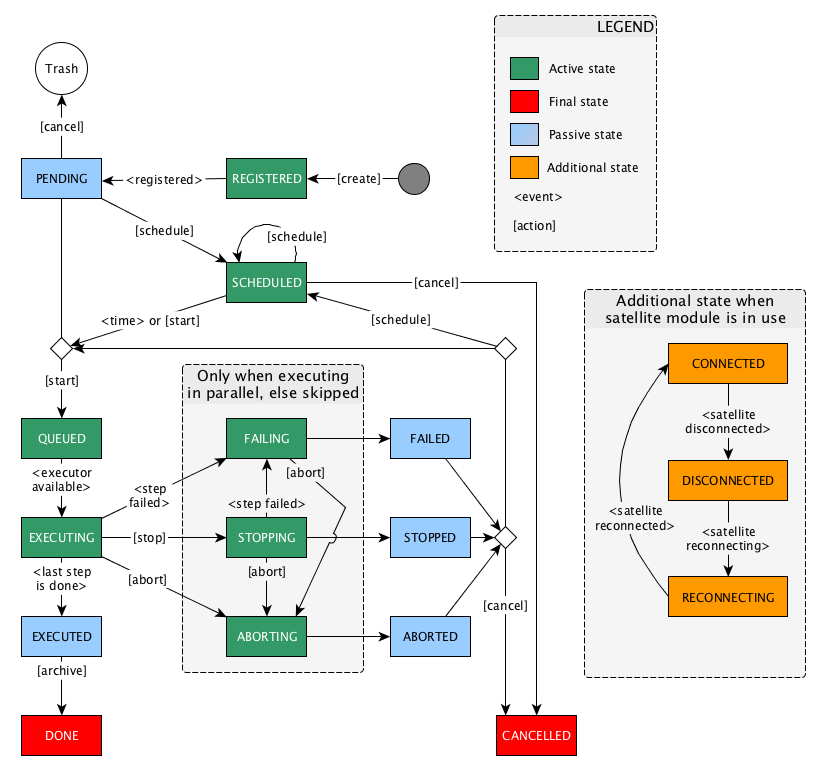 LEGEND
Active state
Final state
Passive state
Additional state
<event>
[action]
Trash
[cancel]
PENDING
<registered>
REGISTERED
[create]
[schedule]
[schedule]
SCHEDULED
[cancel]
<time> or [start]
[schedule]
[start]
Only when executing
in parallel, else skipped
QUEUED
FAILING
FAILED
<executor
available>
[abort]
<step
failed>
<step failed>
EXECUTING
[stop]
STOPPING
STOPPED
<last step
is done>
[abort]
[abort]
[cancel]
EXECUTED
ABORTING
ABORTED
[archive]
DONE
CANCELLED
Additional state when
satellite module is in use
CONNECTED
<satellite
disconnected>
DISCONNECTED
<satellite
reconnected>
<satellite
reconnecting>
RECONNECTING